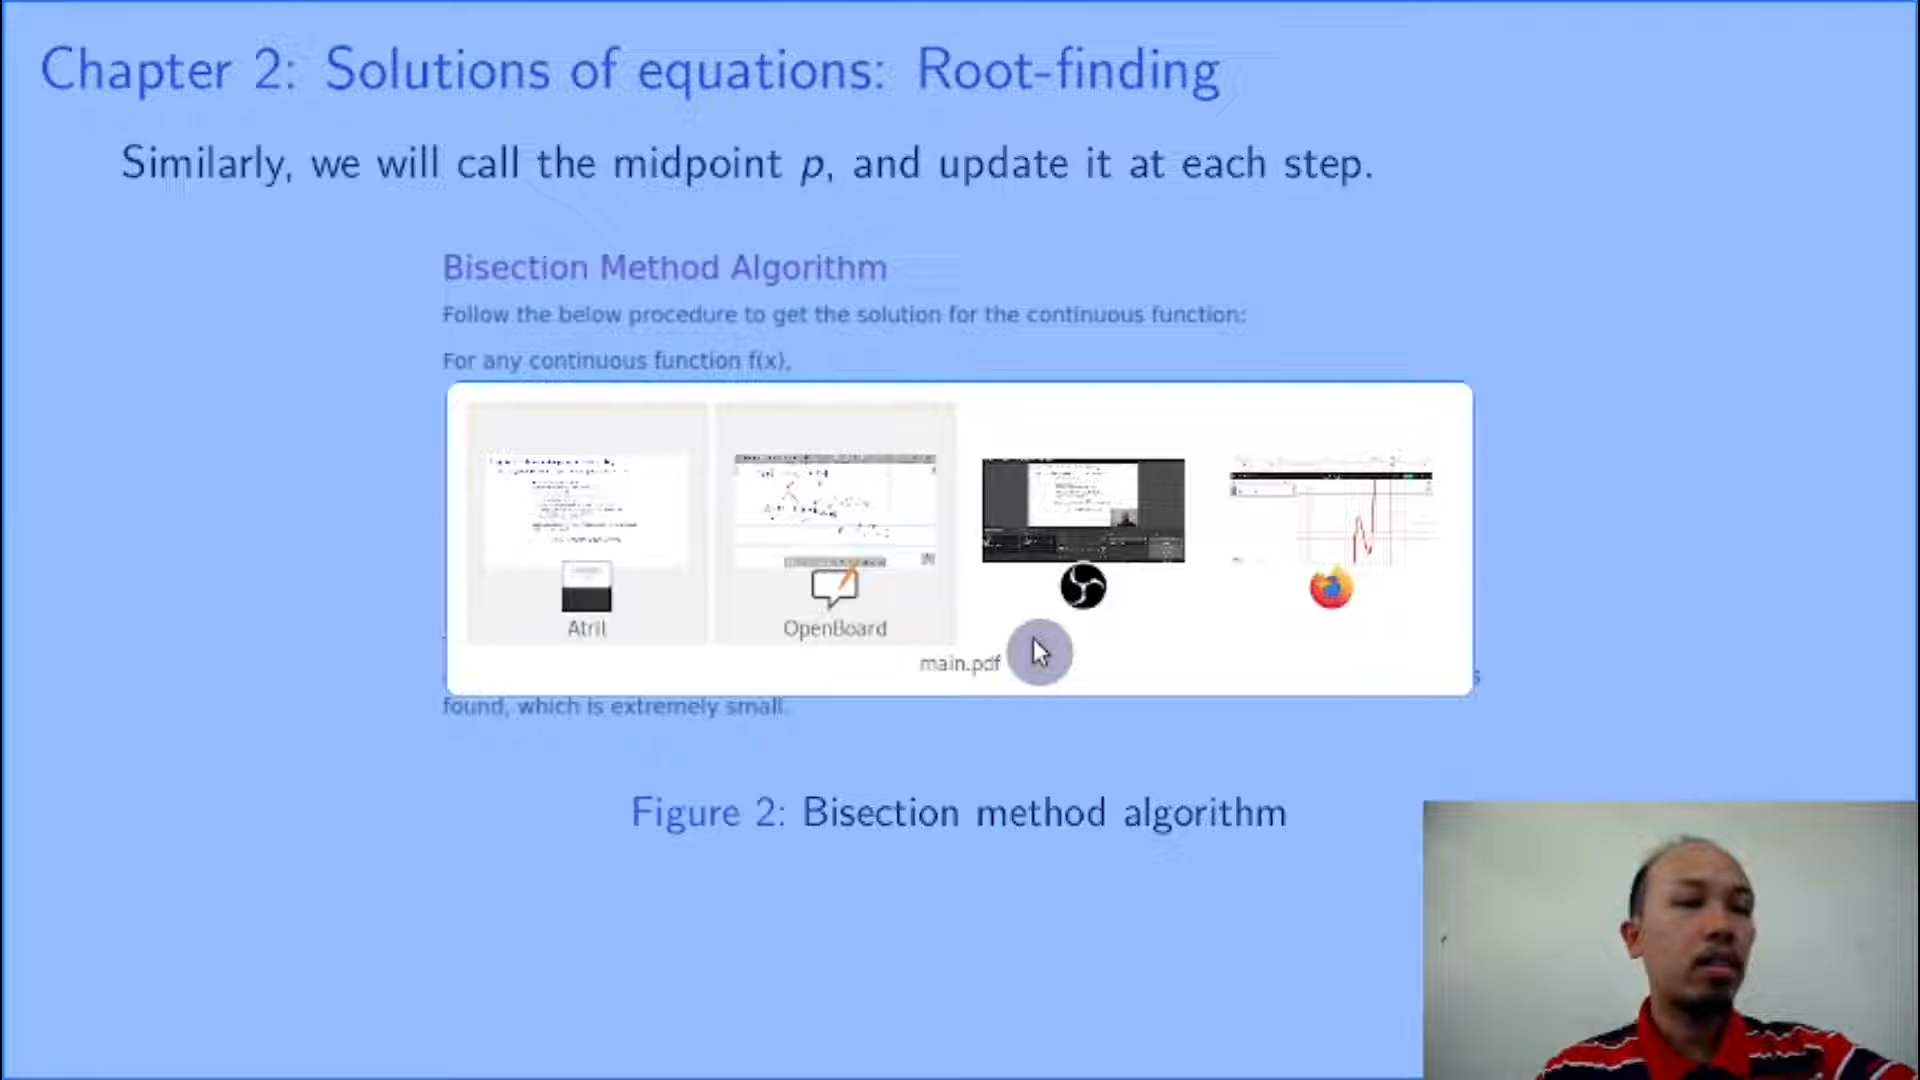 Chapter 2: Solutions of equations: Root-finding
Similarly, we will call the midpoint p, and update it at each step.
Bisection Method Algorithm
Follow the below procedure to get the solution for the continuous function:
For any continuous function f(x),
Atril
OpenBoard
main.pdf
found, which is extremely small.
Figure 2: Bisection method algorithm